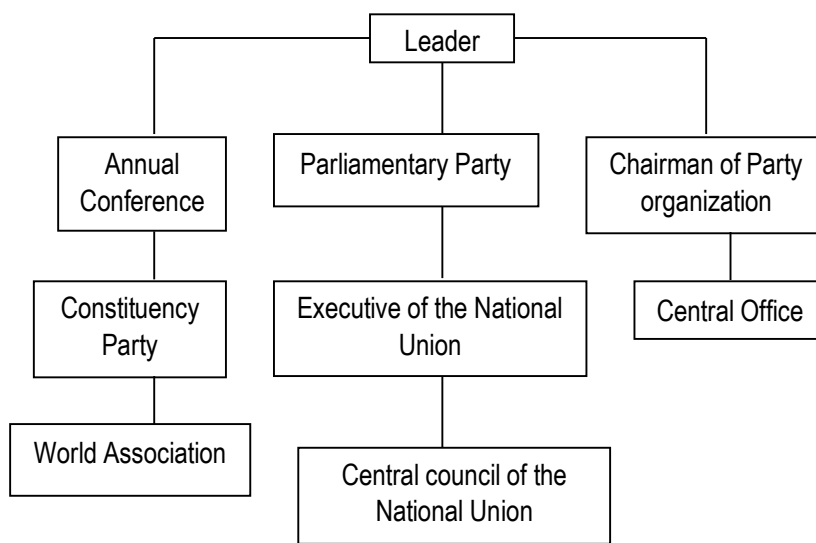 Leader
Annual
Conference
Parliamentary Party
Chairman of Party
organization
Constituency
Party
Executive of the National
Union
Central Office
World Association
Central council of the
National Union